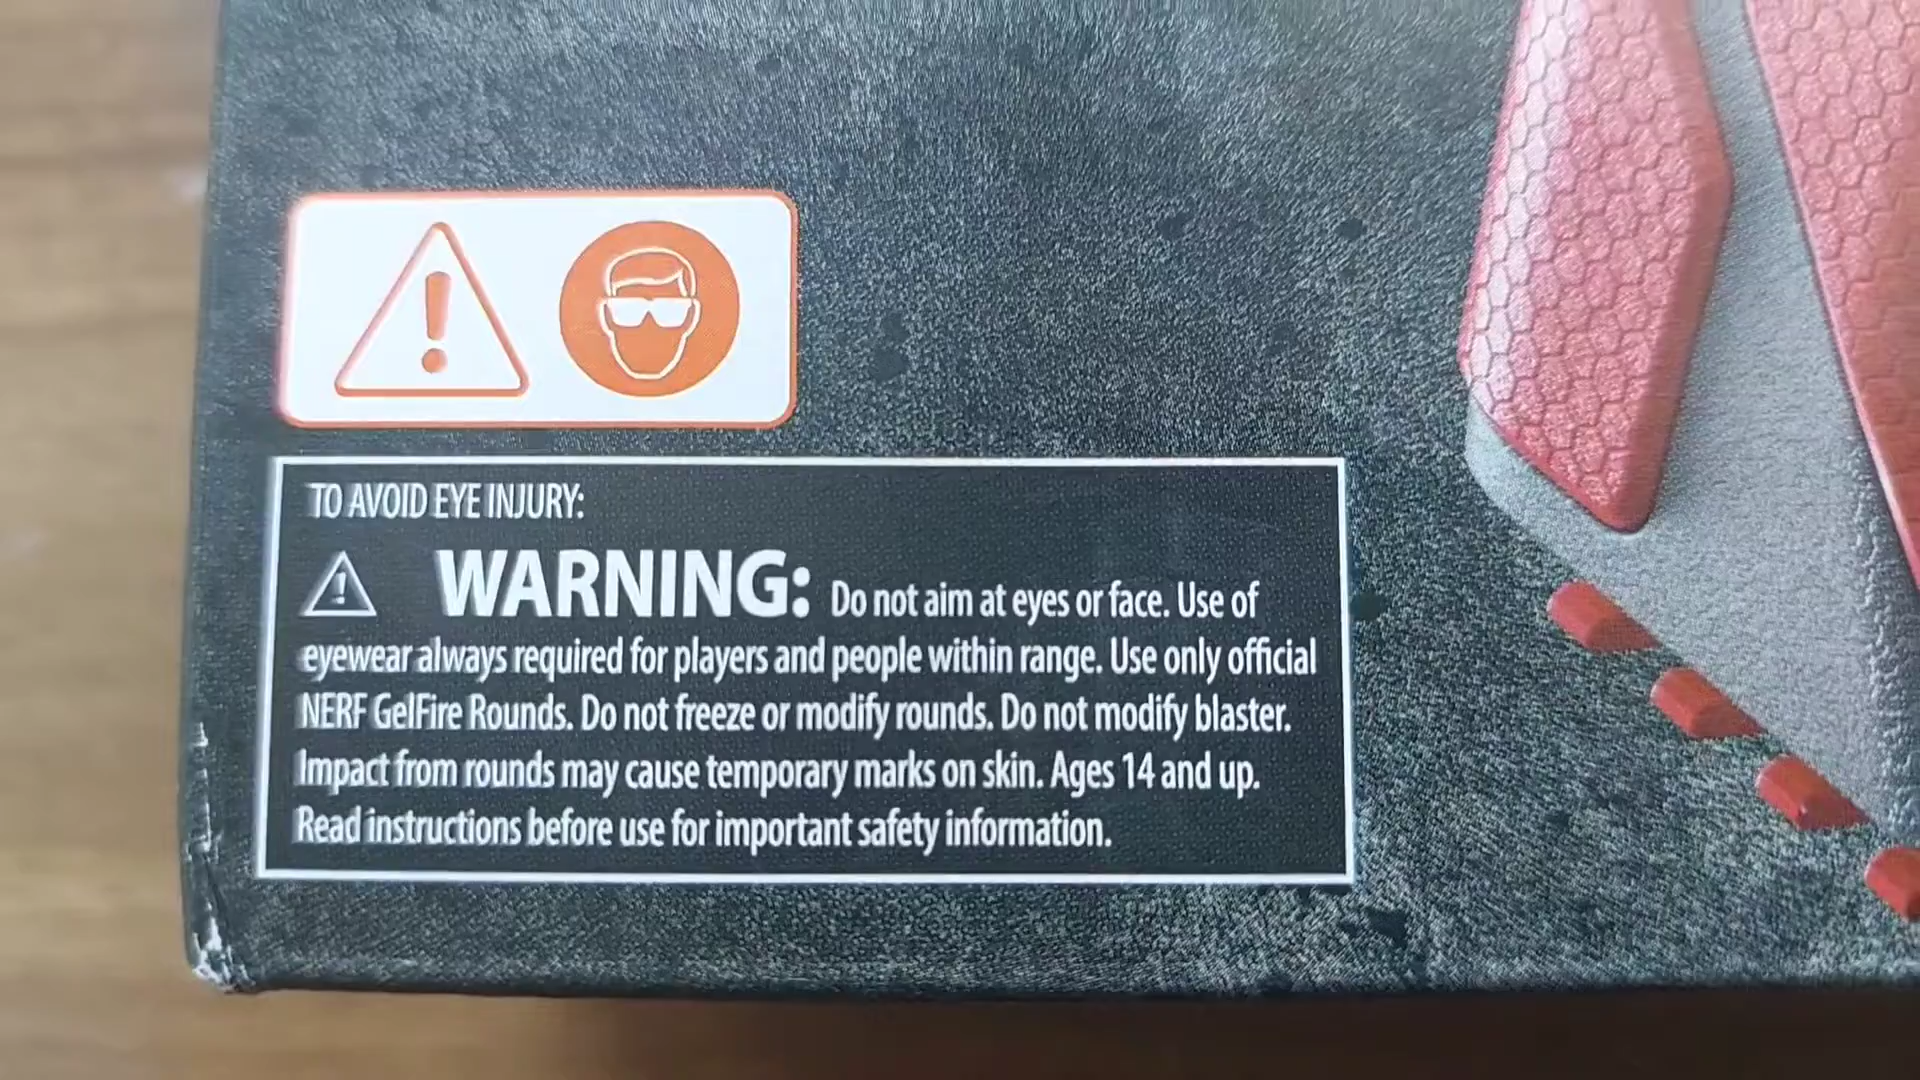 TO AVOID EYE INJURY:
WARNING: Do not aim at eyes or face. Use of
eyewear always required for players and people within range. Use only official
NERF GelFire Rounds. Do not freeze or modify rounds. Do not modify blaster.
Impact from rounds may cause temporary marks on skin. Ages 14 and up.
Read instructions before use for important safety information.